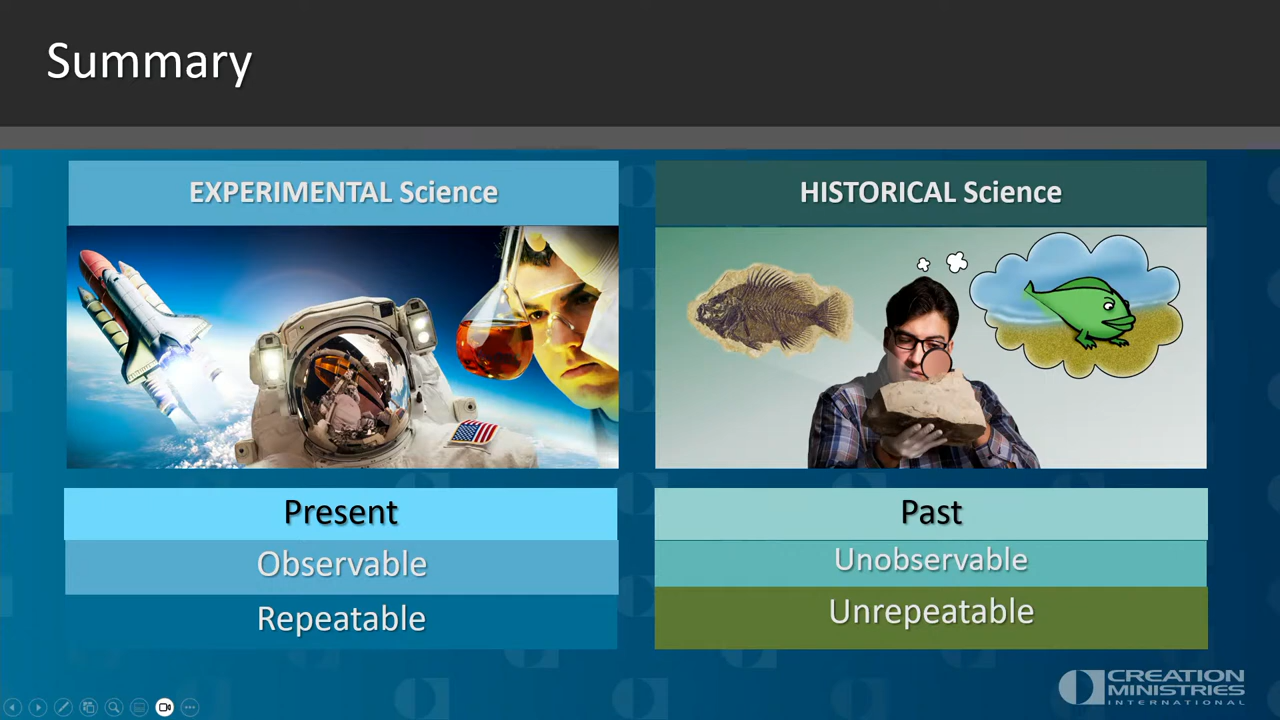 Summary
EXPERIMENTAL Science
HISTORICAL Science
Present
Observable
Repeatable
Past
Unobservable
Unrepeatable
CREATION
MINISTRIES
INTERNATIONAL